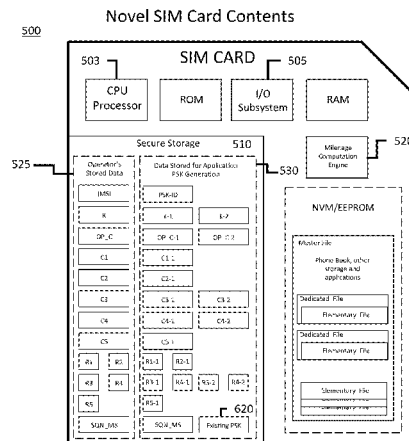 Novel SIM Card Contents
500
SIM CARD
503
505
CPU
Processor
ROM
I/O
Subsystem
RAM
Secure Storage
510
520
Milerage
Computation
Engine
525
530
Operator's
Stored Data
Data Stored for Application
PSK Generation
IMSI
PSK-ID
K
K-1
K-2
OP_C
OP_C-1
OP_C-2
C1
C1-1
C2
C2-1
C3
C3-1
C3-2
C4
C4-1
C4-2
C5
C5-1
R1
R2
R1-1
R2-1
R3
R4
R3-1
R4-1
R3-2
R4-2
R5
R5-1
620
SQN_MS
SQN_MS
Existing PSK
NVM/EEPROM
Master File
Phone Book, other
storage and
applications
Dedicated File
Elementary File
Dedicated File
Elementary File
Elementary File
Elementary File